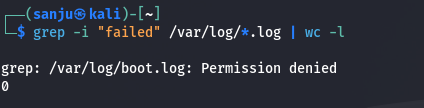 ┌──(sanju㉿kali)-[~]
└─$ grep -i "failed" /var/log/*.log | wc -l
grep: /var/log/boot.log: Permission denied
0